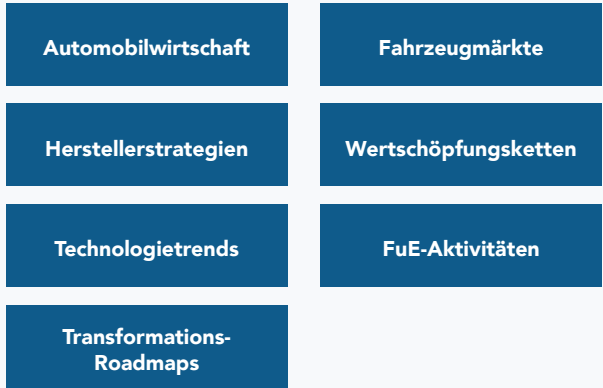 Automobilwirtschaft
Fahrzeugmärkte
Herstellerstrategien
Wertschöpfungsketten
Technologietrends
FuE-Aktivitäten
Transformations-
Roadmaps